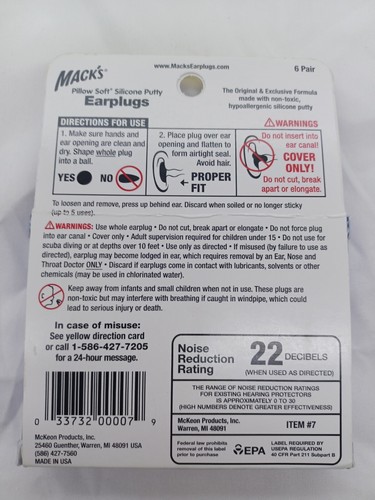 www.MacksEarplugs.com
6 Pair
MACK'S®
Pillow Soft® Silicone Putty
Earplugs
The Original & Exclusive Formula
made with non-toxic,
hypoallergenic silicone putty
DIRECTIONS FOR USE
1. Make sure hands and
ear opening are clean and
dry. Shape whole plug
into a ball.
YES NO
2. Place plug over ear
opening and flatten to
form airtight seal.
Avoid hair.
PROPER
FIT
⚠WARNINGS
Do not insert into
ear canal!
COVER
ONLY!
Do not cut, break
apart or elongate.
To loosen and remove, press up behind ear. Discard when soiled or no longer sticky
(up to 5 uses).
⚠WARNINGS: Use whole earplug • Do not cut, break apart or elongate • Do not force plug
into ear canal • Cover only • Adult supervision required for children under 15 • Do not use for
scuba diving or at depths over 10 feet • Use only as directed • If misused (by failure to use as
directed), earplug may become lodged in ear, which requires removal by an Ear, Nose and
Throat Doctor ONLY • Discard if earplugs come in contact with lubricants, solvents or other
chemicals (may be used in chlorinated water).
Keep away from infants and small children when not in use. These plugs are
non-toxic but may interfere with breathing if caught in windpipe, which could
lead to serious injury or death.
In case of misuse:
See yellow direction card
or call 1-586-427-7205
for a 24-hour message.
0 33732 00007 9
McKeon Products, Inc.
25460 Guenther, Warren, MI 48091 USA
(586) 427-7560
MADE IN USA
Noise
Reduction
Rating
22 DECIBELS
(WHEN USED AS DIRECTED)
THE RANGE OF NOISE REDUCTION RATINGS
FOR EXISTING HEARING PROTECTORS
IS APPROXIMATELY 0 TO 30
(HIGH NUMBERS DENOTE GREATER EFFECTIVENESS)
McKeon Products, Inc.
Warren, MI 48091
ITEM #7
Federal law prohibits
removal of this label
prior to purchase
EPA
LABEL REQUIRED BY
USEPA REGULATION
40 CFR Part 211 Subpart B